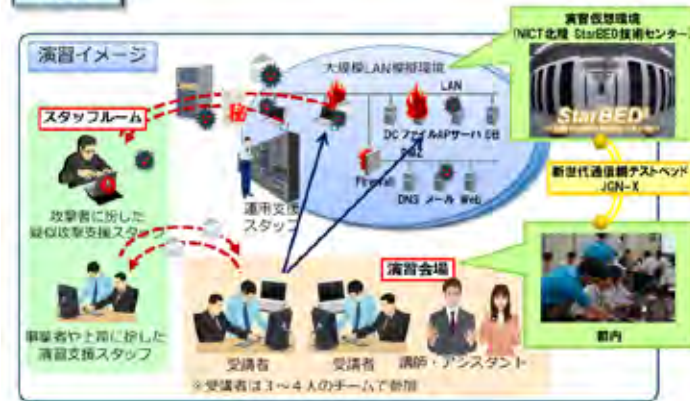 演習イメージ
大規模LAN模擬環境
LAN
スタッフルーム
秘
DC ファイル APサーバ DB
DMZ
Firewall
DNS メール Web
運用支援
スタッフ
攻撃者に扮した
疑似攻撃支援スタッフ
事業者や上司に扮した
演習支援スタッフ
演習会場
受講者
受講者
講師・アシスタント
※受講者は3～4人のチームで参加
演習仮想環境
(NICT北陸 StarBED技術センター)
StarBED
新世代通信網テストベッド
JGN-X
都内